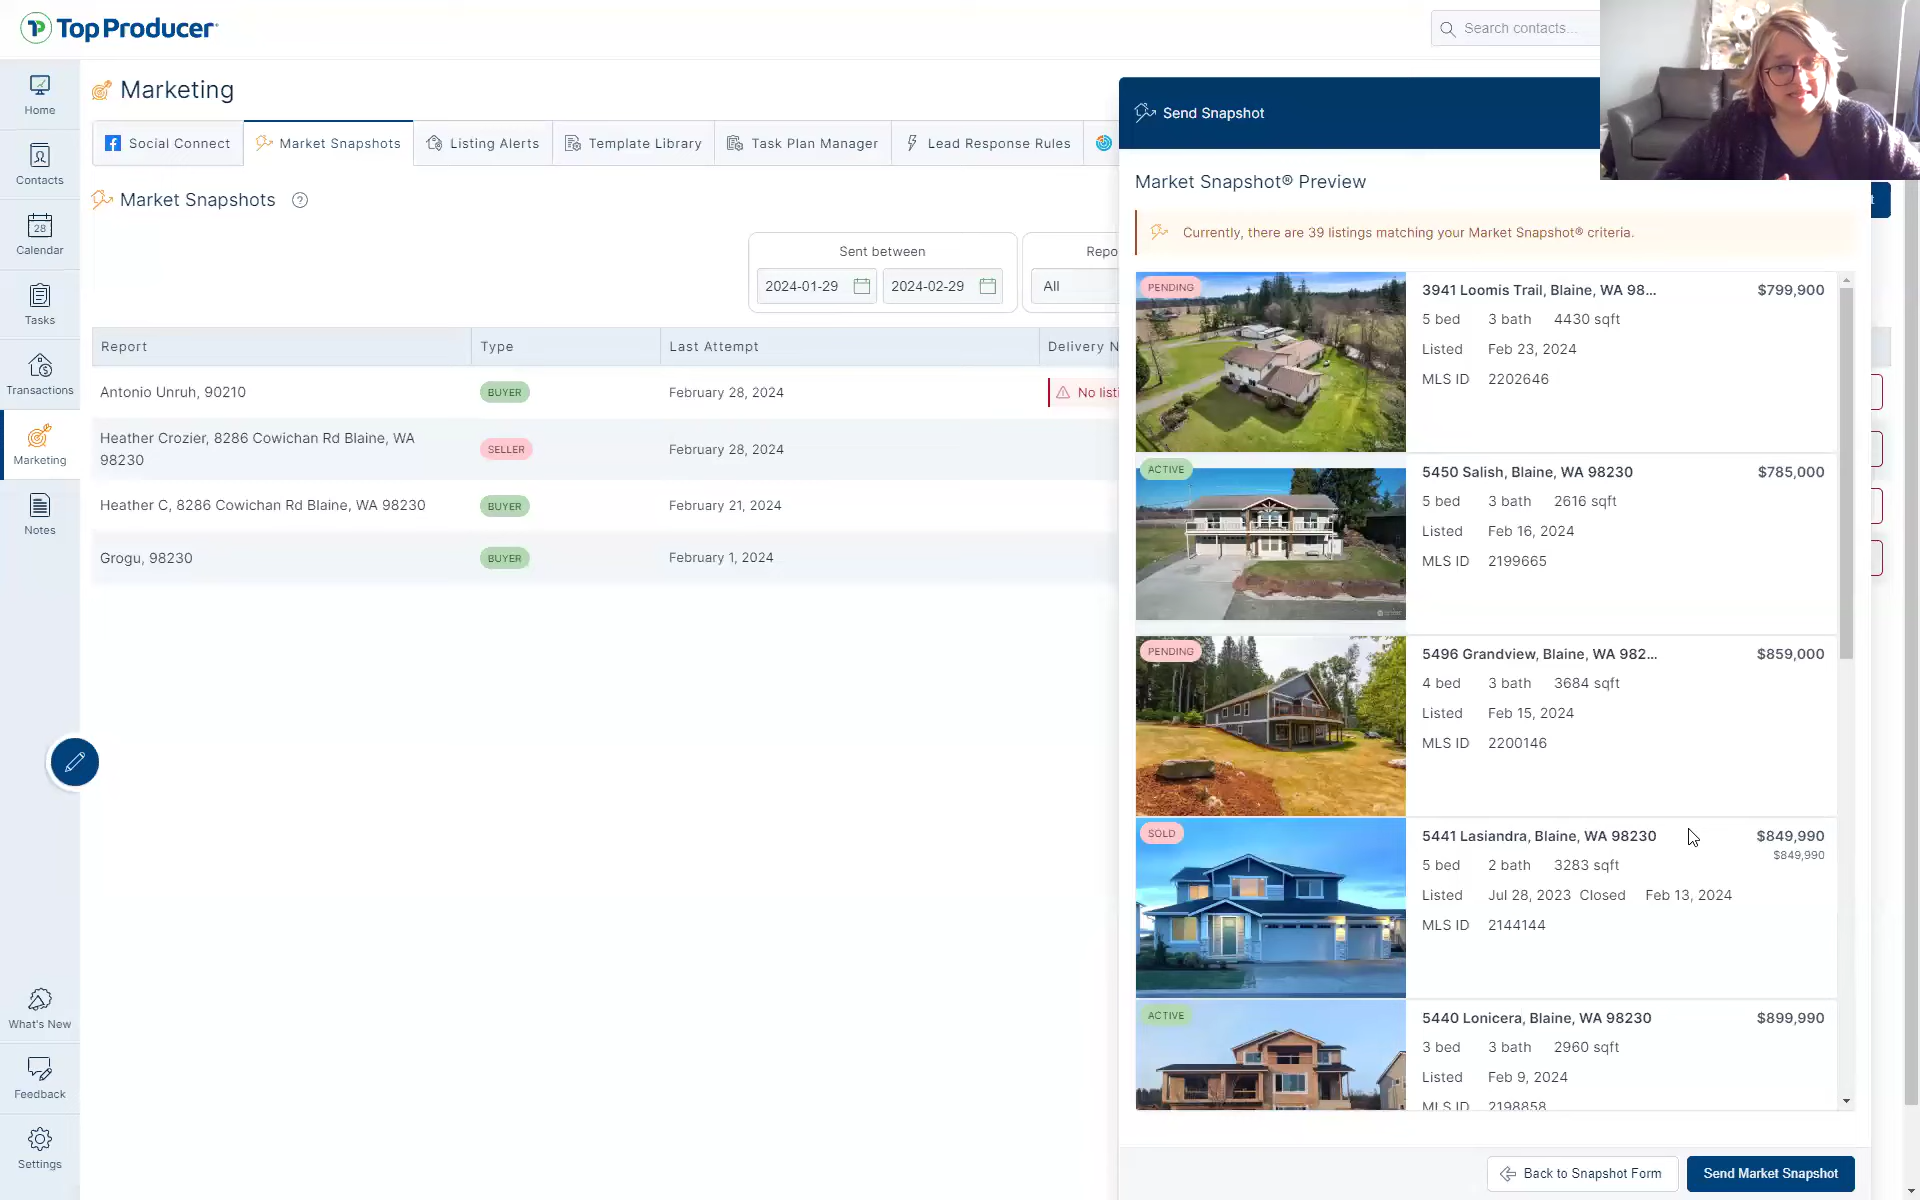 Top Producer
Search contacts...
Home
Contacts
28
Calendar
Tasks
Transactions
Marketing
Notes
What's New
Feedback
Settings
Marketing
Social Connect
Market Snapshots
Listing Alerts
Template Library
Task Plan Manager
Lead Response Rules
Market Snapshots ?
Sent between
2024-01-29
2024-02-29
Repo
All
Report Type Last Attempt Delivery N
Antonio Unruh, 90210 BUYER February 28, 2024 No listi
Heather Crozier, 8286 Cowichan Rd Blaine, WA
98230 SELLER February 28, 2024
Heather C, 8286 Cowichan Rd Blaine, WA 98230 BUYER February 21, 2024
Grogu, 98230 BUYER February 1, 2024
Send Snapshot
Market Snapshot® Preview
Currently, there are 39 listings matching your Market Snapshot® criteria.
PENDING
3941 Loomis Trail, Blaine, WA 98... $799,900
5 bed 3 bath 4430 sqft
Listed Feb 23, 2024
MLS ID 2202646
ACTIVE
5450 Salish, Blaine, WA 98230 $785,000
5 bed 3 bath 2616 sqft
Listed Feb 16, 2024
MLS ID 2199665
PENDING
5496 Grandview, Blaine, WA 982... $859,000
4 bed 3 bath 3684 sqft
Listed Feb 15, 2024
MLS ID 2200146
SOLD
5441 Lasiandra, Blaine, WA 98230 $849,990
$849,990
5 bed 2 bath 3283 sqft
Listed Jul 28, 2023 Closed Feb 13, 2024
MLS ID 2144144
ACTIVE
5440 Lonicera, Blaine, WA 98230 $899,990
3 bed 3 bath 2960 sqft
Listed Feb 9, 2024
MLS ID 2198858
Back to Snapshot Form
Send Market Snapshot